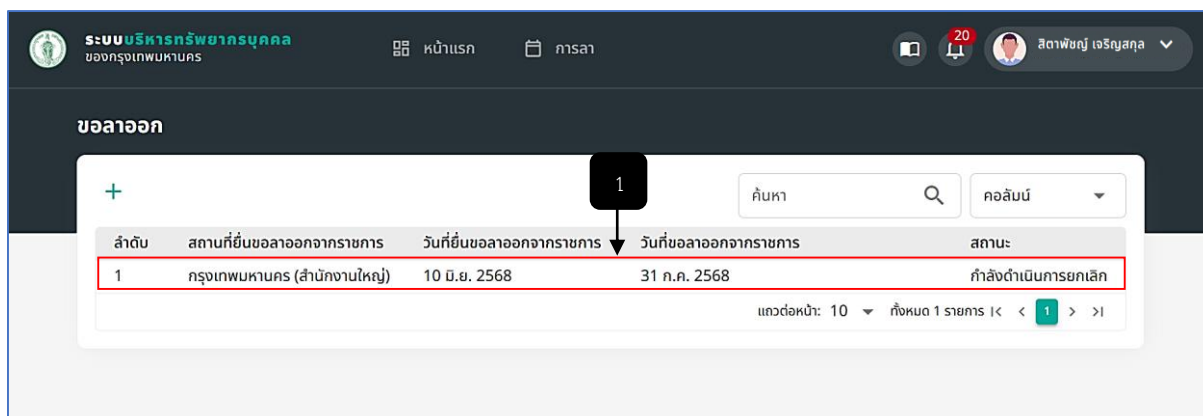 ระบบบริหารทรัพยากรบุคคล
ของกรุงเทพมหานคร
หน้าแรก
การลา
20
สิตาพัชญ์ เจริญสกุล
ขอลาออก
1
ค้นหา
คอลัมน์
ลำดับ สถานที่ยื่นขอลาออกจากราชการ วันที่ยื่นขอลาออกจากราชการ วันที่ขอลาออกจากราชการ สถานะ
1 กรุงเทพมหานคร (สำนักงานใหญ่) 10 มิ.ย. 2568 31 ก.ค. 2568 กำลังดำเนินการยกเลิก
แถวต่อหน้า: 10 ทั้งหมด 1 รายการ |< < 1 > >|